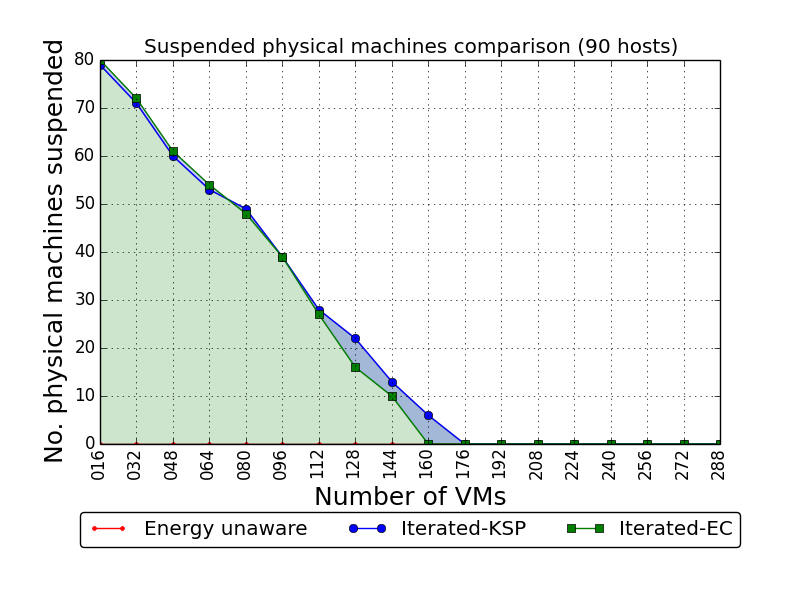 Suspended physical machines comparison (90 hosts)
No. physical machines suspended
80
70
60
50
40
30
20
10
0
016 032 048 064 080 096 112 128 144 160 176 192 208 224 240 256 272 288
Number of VMs
Energy unaware Iterated-KSP Iterated-EC